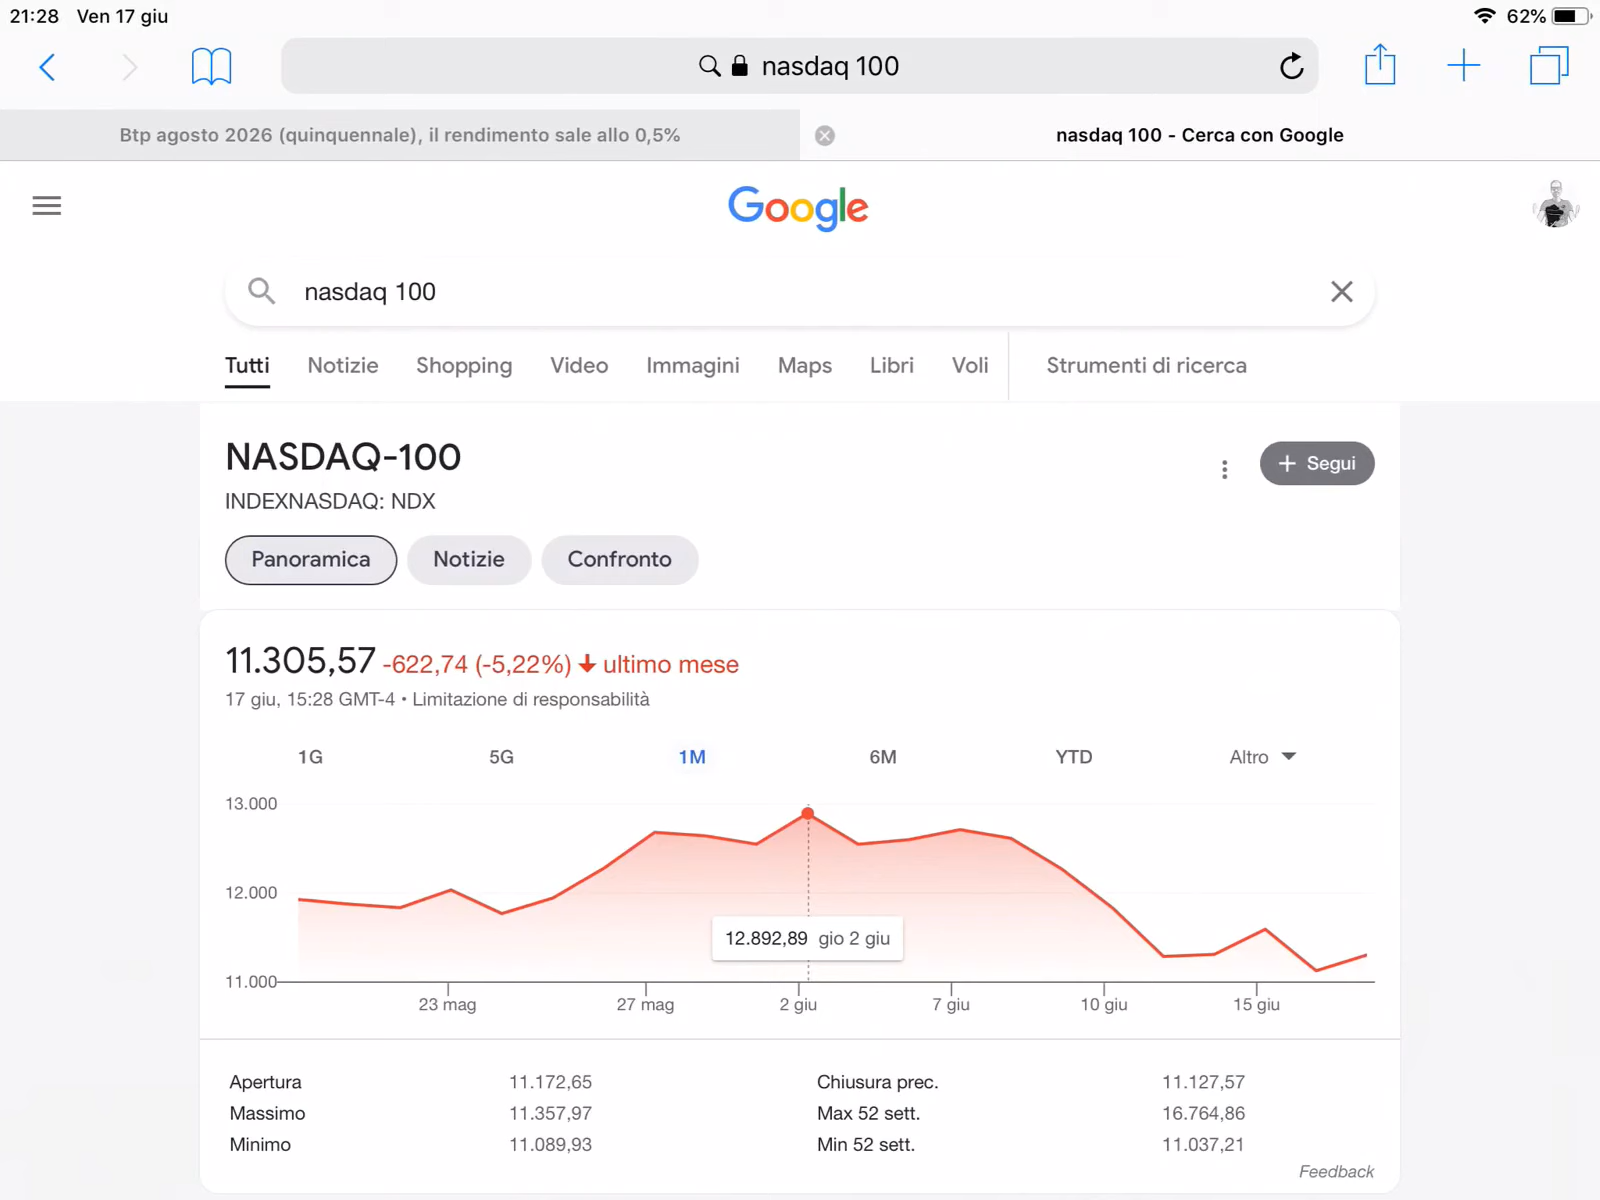 21:28 Ven 17 giu 62%
nasdaq 100
Btp agosto 2026 (quinquennale), il rendimento sale allo 0,5% nasdaq 100 - Cerca con Google
Google
nasdaq 100
Tutti Notizie Shopping Video Immagini Maps Libri Voli Strumenti di ricerca
NASDAQ-100
+ Segui
INDEXNASDAQ: NDX
Panoramica Notizie Confronto
11.305,57 -622,74 (-5,22%) ↓ ultimo mese
17 giu, 15:28 GMT-4 • Limitazione di responsabilità
1G 5G 1M 6M YTD Altro
13.000
12.000
12.892,89 gio 2 giu
11.000
23 mag 27 mag 2 giu 7 giu 10 giu 15 giu
Apertura 11.172,65 Chiusura prec. 11.127,57
Massimo 11.357,97 Max 52 sett. 16.764,86
Minimo 11.089,93 Min 52 sett. 11.037,21
Feedback